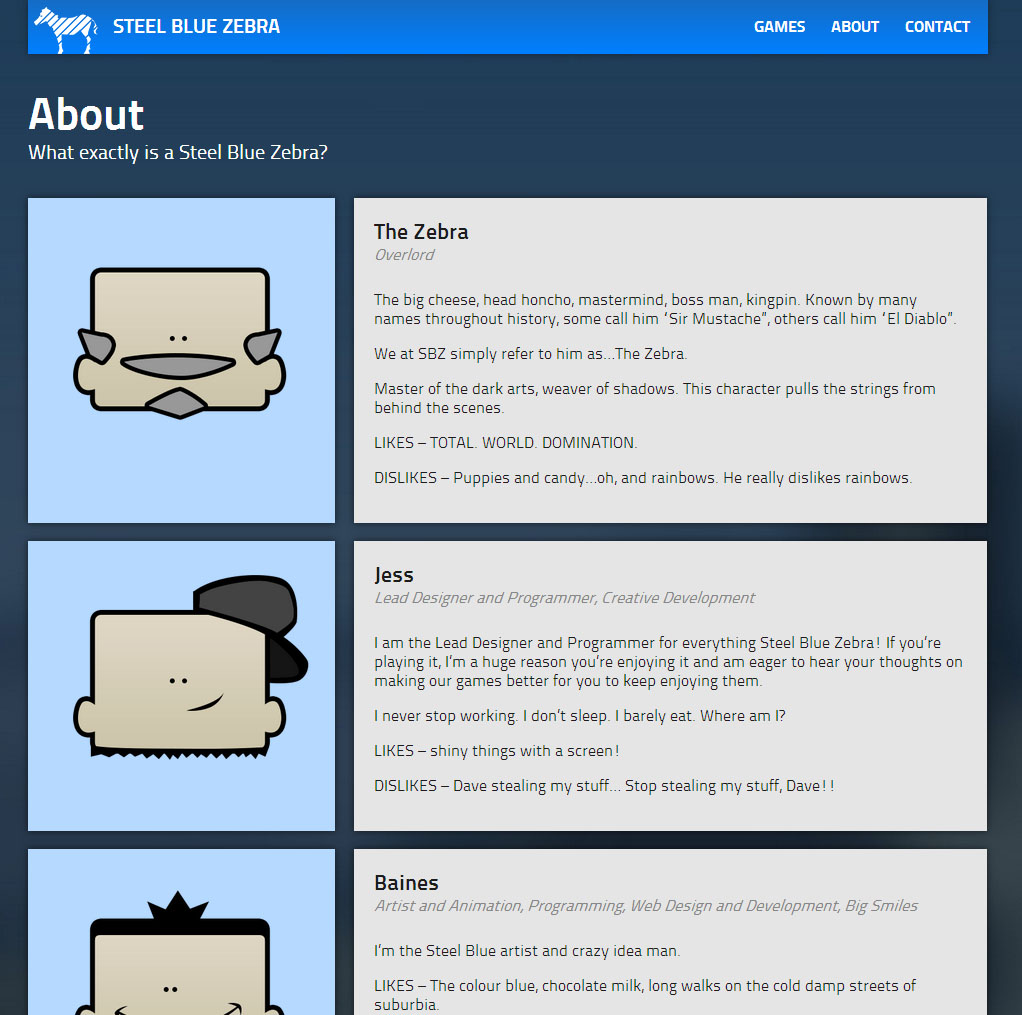 STEEL BLUE ZEBRA
GAMES ABOUT CONTACT
About
What exactly is a Steel Blue Zebra?
The Zebra
Overlord
The big cheese, head honcho, mastermind, boss man, kingpin. Known by many
names throughout history, some call him ‘Sir Mustache”, others call him ‘El Diablo”.
We at SBZ simply refer to him as…The Zebra.
Master of the dark arts, weaver of shadows. This character pulls the strings from
behind the scenes.
LIKES – TOTAL. WORLD. DOMINATION.
DISLIKES – Puppies and candy…oh, and rainbows. He really dislikes rainbows.
Jess
Lead Designer and Programmer, Creative Development
I am the Lead Designer and Programmer for everything Steel Blue Zebra! If you’re
playing it, I’m a huge reason you’re enjoying it and am eager to hear your thoughts on
making our games better for you to keep enjoying them.
I never stop working. I don’t sleep. I barely eat. Where am I?
LIKES – shiny things with a screen!
DISLIKES – Dave stealing my stuff… Stop stealing my stuff, Dave!!
Baines
Artist and Animation, Programming, Web Design and Development, Big Smiles
I’m the Steel Blue artist and crazy idea man.
LIKES – The colour blue, chocolate milk, long walks on the cold damp streets of
suburbia.